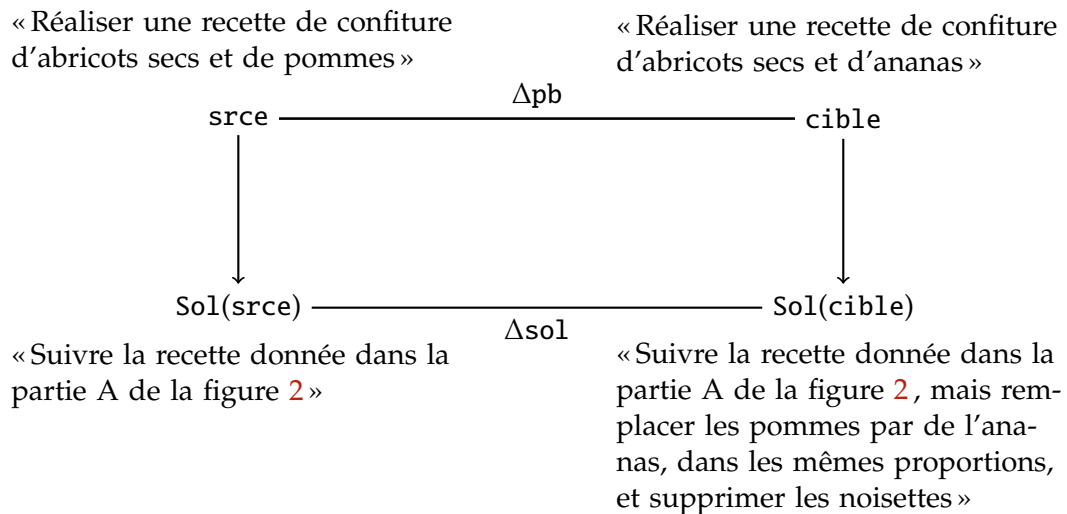 « Réaliser une recette de confiture
d'abricots secs et de pommes »
« Réaliser une recette de confiture
d'abricots secs et d'ananas »
Δpb
srce
cible
Sol(srce)
Sol(cible)
Δsol
« Suivre la recette donnée dans la
partie A de la figure 2 »
« Suivre la recette donnée dans la
partie A de la figure 2 , mais rem-
placer les pommes par de l'ana-
nas, dans les mêmes proportions,
et supprimer les noisettes »